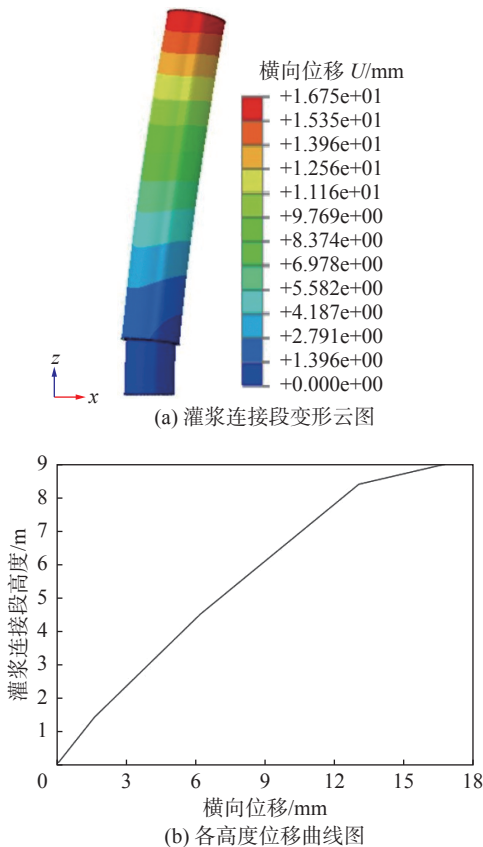 横向位移 U/mm
+1.675e+01
+1.535e+01
+1.396e+01
+1.256e+01
+1.116e+01
+9.769e+00
+8.374e+00
+6.978e+00
+5.582e+00
+4.187e+00
+2.791e+00
+1.396e+00
+0.000e+00
z
x
(a) 灌浆连接段变形云图
9
8
7
6
5
4
3
2
1
灌浆连接段高度/m
0 3 6 9 12 15 18
横向位移/mm
(b) 各高度位移曲线图